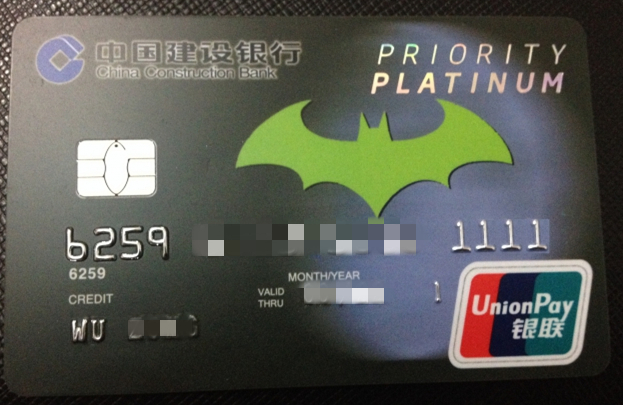 中国建设银行
China Construction Bank
PRIORITY
PLATINUM
6259 1111
6259
MONTH/YEAR
VALID
THRU
1
CREDIT
WU
UnionPay
银联